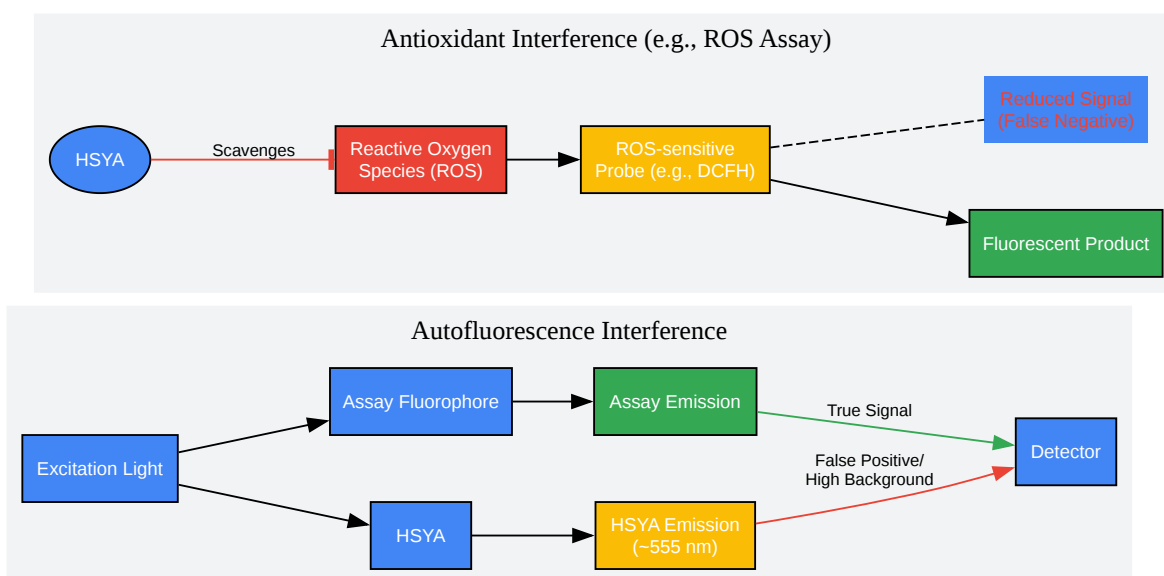 Antioxidant Interference (e.g., ROS Assay)
HSYA
Scavenges
Reactive Oxygen
Species (ROS)
ROS-sensitive
Probe (e.g., DCFH)
Reduced Signal
(False Negative)
Fluorescent Product
Autofluorescence Interference
Excitation Light
Assay Fluorophore
Assay Emission
True Signal
Detector
False Positive/
High Background
HSYA
HSYA Emission
(~555 nm)